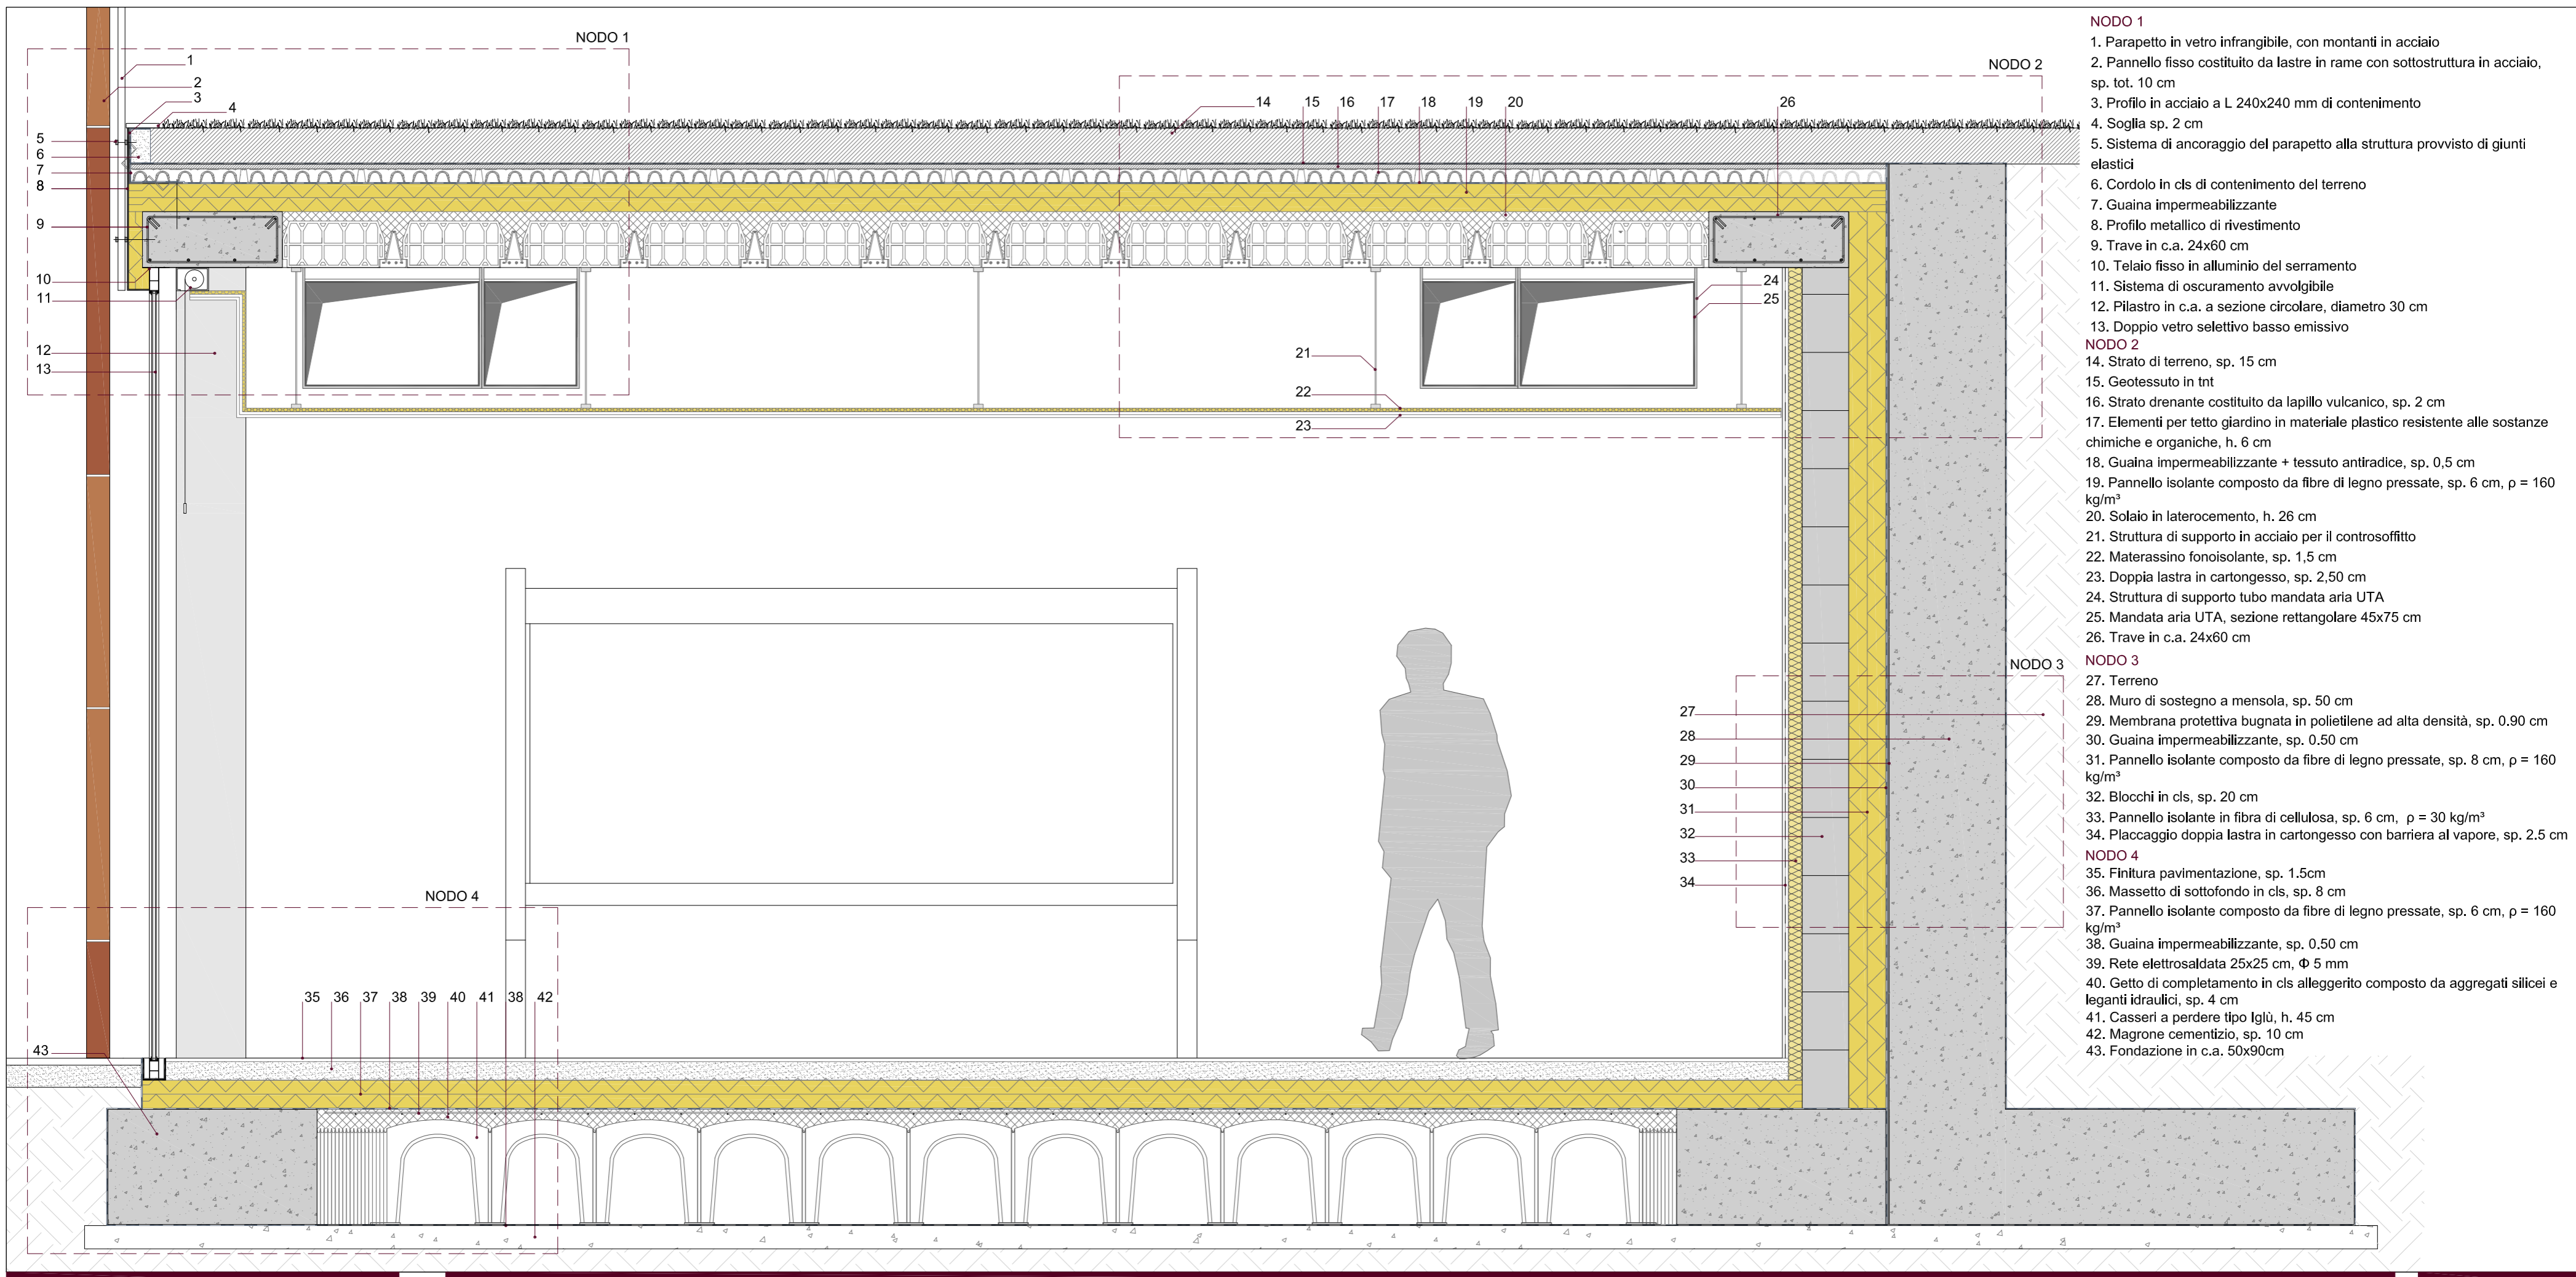 NODO 1
1
2
3
4
5
6
7
8
9
10
11
12
13
NODO 2
14
15
16
17
18
19
20
26
24
25
21
22
23
NODO 3
27
28
29
30
31
32
33
34
NODO 4
35
36
37
38
39
40
41
38
42
43
NODO 1
1. Parapetto in vetro infrangibile, con montanti in acciaio
2. Pannello fisso costituito da lastre in rame con sottostruttura in acciaio,
sp. tot. 10 cm
3. Profilo in acciaio a L 240x240 mm di contenimento
4. Soglia sp. 2 cm
5. Sistema di ancoraggio del parapetto alla struttura provvisto di giunti
elastici
6. Cordolo in cls di contenimento del terreno
7. Guaina impermeabilizzante
8. Profilo metallico di rivestimento
9. Trave in c.a. 24x60 cm
10. Telaio fisso in alluminio del serramento
11. Sistema di oscuramento avvolgibile
12. Pilastro in c.a. a sezione circolare, diametro 30 cm
13. Doppio vetro selettivo basso emissivo
NODO 2
14. Strato di terreno, sp. 15 cm
15. Geotessuto in tnt
16. Strato drenante costituito da lapillo vulcanico, sp. 2 cm
17. Elementi per tetto giardino in materiale plastico resistente alle sostanze
chimiche e organiche, h. 6 cm
18. Guaina impermeabilizzante + tessuto antiradice, sp. 0,5 cm
19. Pannello isolante composto da fibre di legno pressate, sp. 6 cm, ρ = 160
kg/m³
20. Solaio in laterocemento, h. 26 cm
21. Struttura di supporto in acciaio per il controsoffitto
22. Materassino fonoisolante, sp. 1,5 cm
23. Doppia lastra in cartongesso, sp. 2,50 cm
24. Struttura di supporto tubo mandata aria UTA
25. Mandata aria UTA, sezione rettangolare 45x75 cm
26. Trave in c.a. 24x60 cm
NODO 3
27. Terreno
28. Muro di sostegno a mensola, sp. 50 cm
29. Membrana protettiva bugnata in polietilene ad alta densità, sp. 0.90 cm
30. Guaina impermeabilizzante, sp. 0.50 cm
31. Pannello isolante composto da fibre di legno pressate, sp. 8 cm, ρ = 160
kg/m³
32. Blocchi in cls, sp. 20 cm
33. Pannello isolante in fibra di cellulosa, sp. 6 cm, ρ = 30 kg/m³
34. Placcaggio doppia lastra in cartongesso con barriera al vapore, sp. 2.5 cm
NODO 4
35. Finitura pavimentazione, sp. 1.5cm
36. Massetto di sottofondo in cls, sp. 8 cm
37. Pannello isolante composto da fibre di legno pressate, sp. 6 cm, ρ = 160
kg/m³
38. Guaina impermeabilizzante, sp. 0,50 cm
39. Rete elettrosaldata 25x25 cm, Φ 5 mm
40. Getto di completamento in cls alleggerito composto da aggregati silicei e
leganti idraulici, sp. 4 cm
41. Casseri a perdere tipo Iglù, h. 45 cm
42. Magrone cementizio, sp. 10 cm
43. Fondazione in c.a. 50x90cm